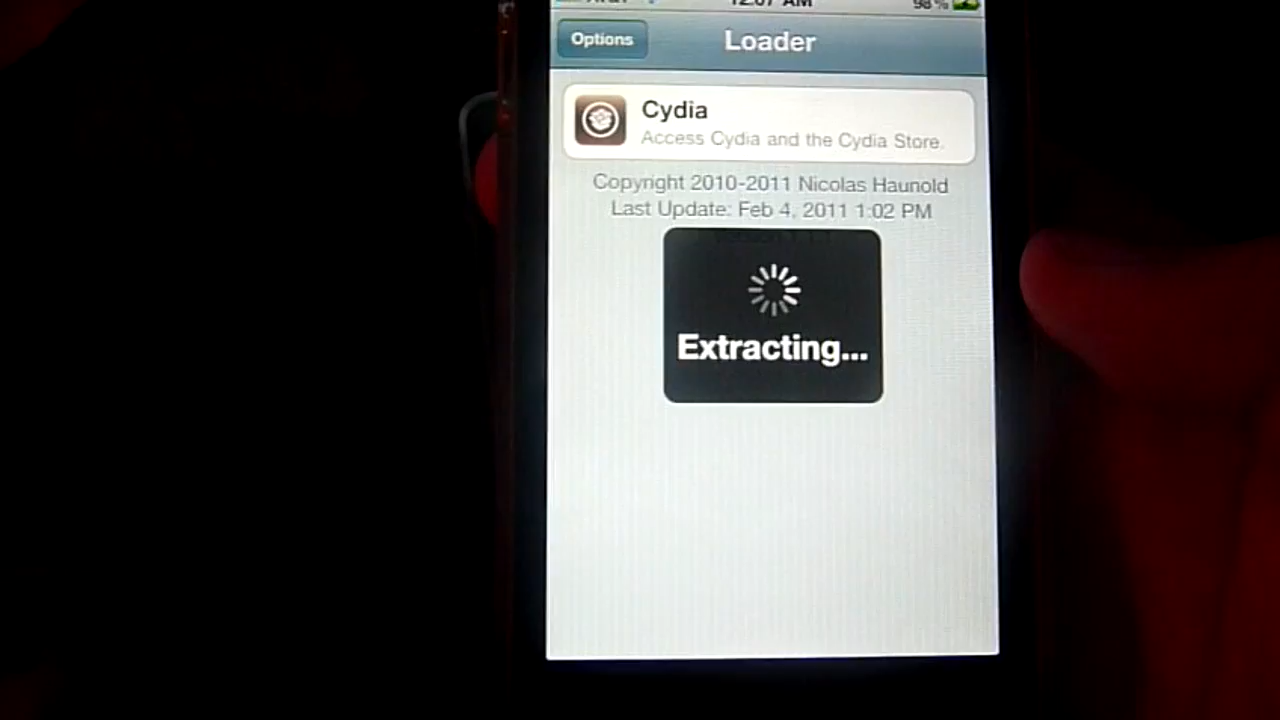 12:07 AM 98%
Options
Loader
Cydia
Access Cydia and the Cydia Store.
Copyright 2010-2011 Nicolas Haunold
Last Update: Feb 4, 2011 1:02 PM
Extracting...